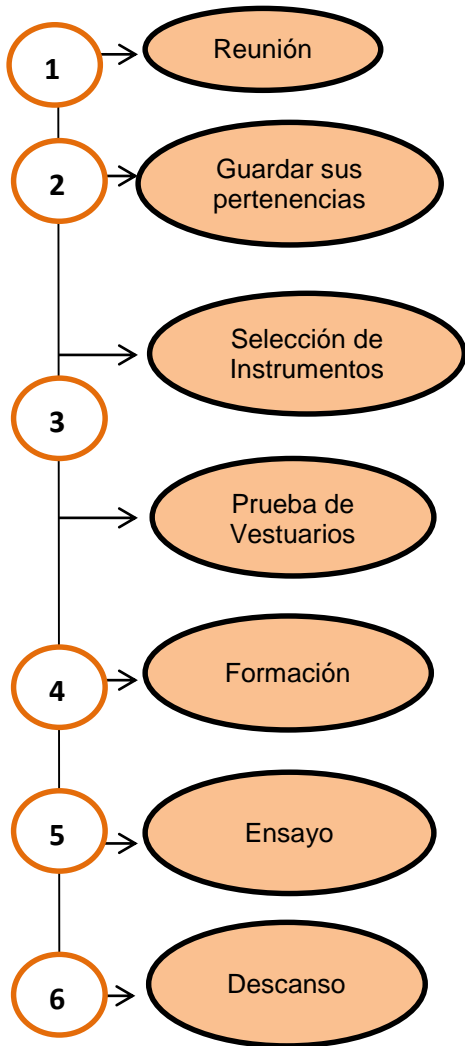 1
Reunión
2
Guardar sus
pertenencias
Selección de
Instrumentos
3
Prueba de
Vestuarios
4
Formación
5
Ensayo
6
Descanso